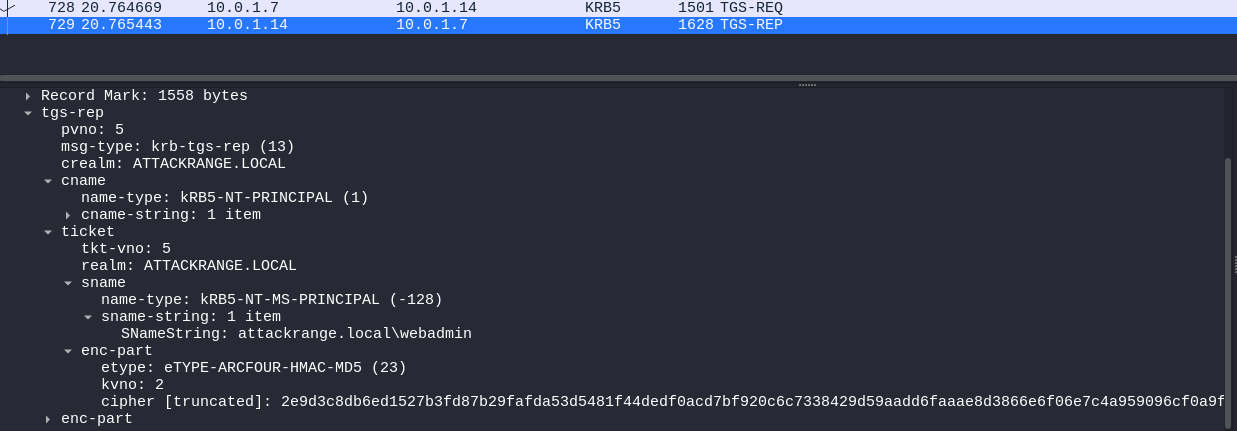 728 20.764669 10.0.1.7 10.0.1.14 KRB5 1501 TGS-REQ
729 20.765443 10.0.1.14 10.0.1.7 KRB5 1628 TGS-REP
Record Mark: 1558 bytes
tgs-rep
pvno: 5
msg-type: krb-tgs-rep (13)
crealm: ATTACKRANGE.LOCAL
cname
name-type: kRB5-NT-PRINCIPAL (1)
cname-string: 1 item
ticket
tkt-vno: 5
realm: ATTACKRANGE.LOCAL
sname
name-type: kRB5-NT-MS-PRINCIPAL (-128)
sname-string: 1 item
SNameString: attackrange.local\webadmin
enc-part
etype: eTYPE-ARCFOUR-HMAC-MD5 (23)
kvno: 2
cipher [truncated]: 2e9d3c8db6ed1527b3fd87b29fafda53d5481f44dedf0acd7bf920c6c7338429d59aadd6faaae8d3866e6f06e7c4a959096cf0a9f
enc-part